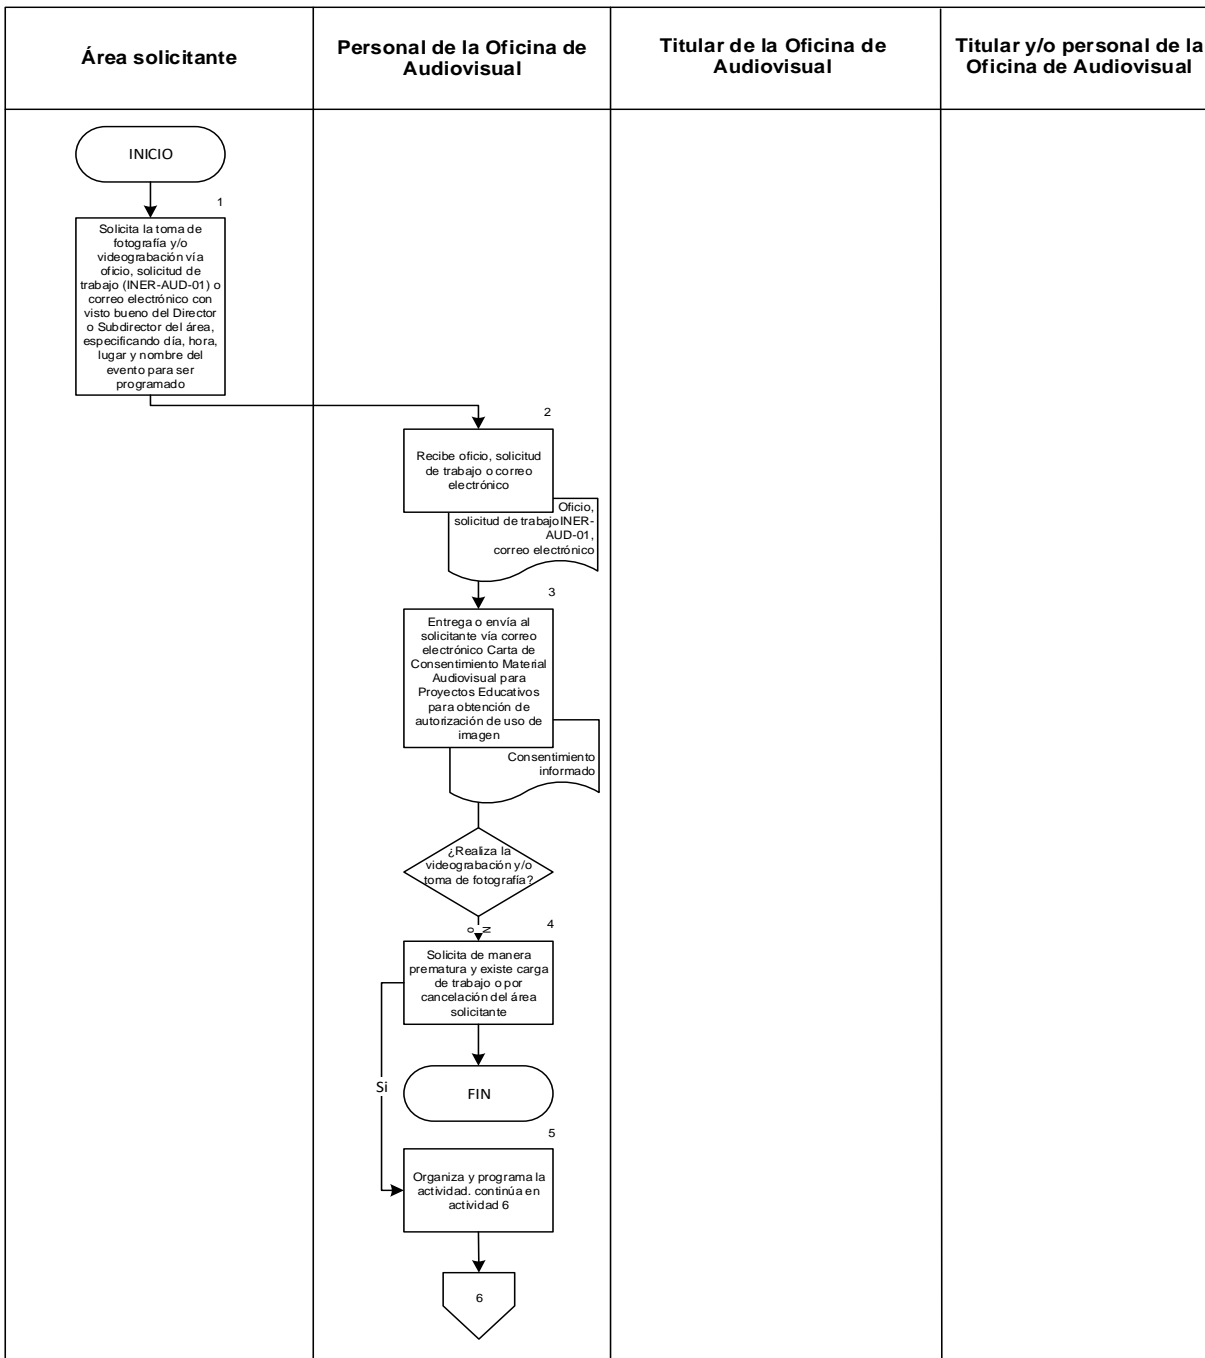 Área solicitante
Personal de la Oficina de
Audiovisual
Titular de la Oficina de
Audiovisual
Titular y/o personal de la
Oficina de Audiovisual
INICIO
1
Solicita la toma de
fotografía y/o
videograbación vía
oficio, solicitud de
trabajo (INER-AUD-01) o
correo electrónico con
visto bueno del Director
o Subdirector del área,
especificando día, hora,
lugar y nombre del
evento para ser
programado
2
Recibe oficio, solicitud
de trabajo o correo
electrónico
Oficio,
solicitud de trabajo INER-
AUD-01,
correo electrónico
3
Entrega o envía al
solicitante vía correo
electrónico Carta de
Consentimiento Material
Audiovisual para
Proyectos Educativos
para obtención de
autorización de uso de
imagen
Consentimiento
informado
¿Realiza la
videograbación y/o
toma de fotografía?
No
4
Solicita de manera
prematura y existe carga
de trabajo o por
cancelación del área
solicitante
Si
FIN
5
Organiza y programa la
actividad. continúa en
actividad 6
6